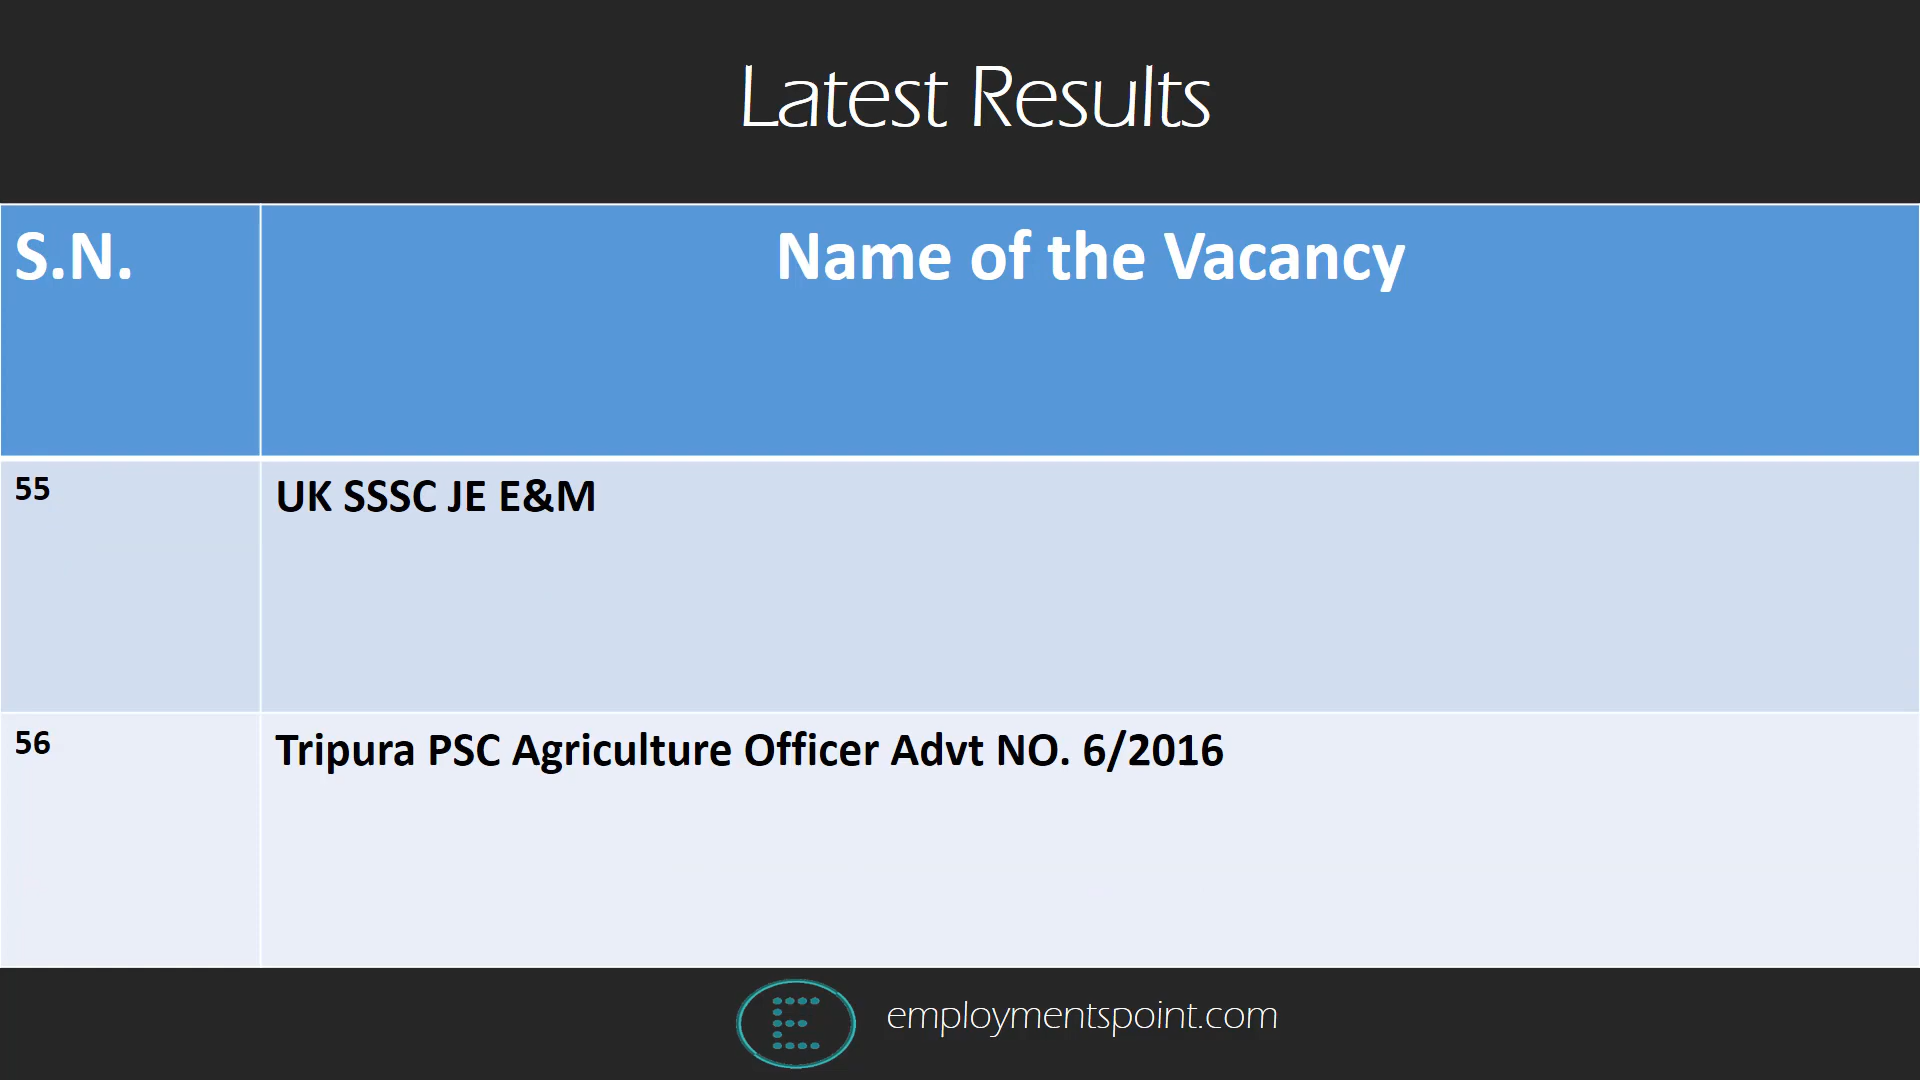 Latest Results
S.N.
Name of the Vacancy
55
UK SSSC JE E&M
56
Tripura PSC Agriculture Officer Advt NO. 6/2016
E
employmentspoint.com